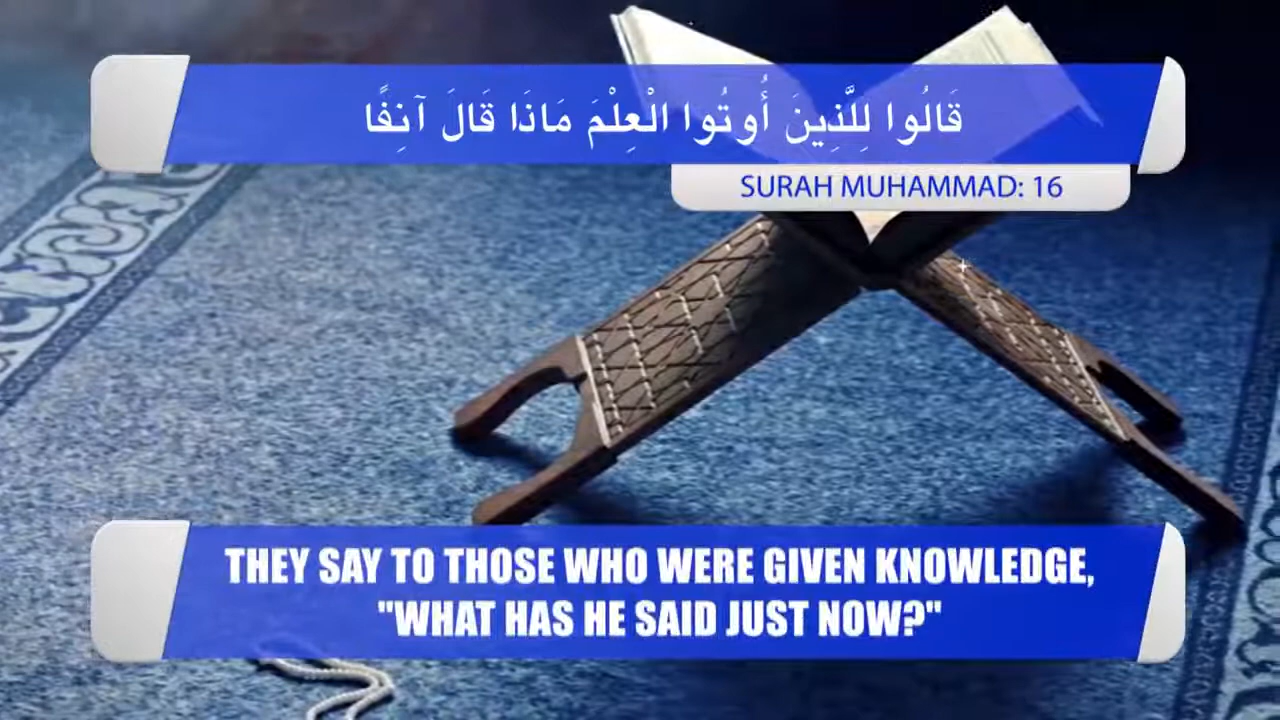 قَالُوا لِلَّذِينَ أُوتُوا الْعِلْمَ مَاذَا قَالَ آنِفًا
SURAH MUHAMMAD: 16
THEY SAY TO THOSE WHO WERE GIVEN KNOWLEDGE,
"WHAT HAS HE SAID JUST NOW?"